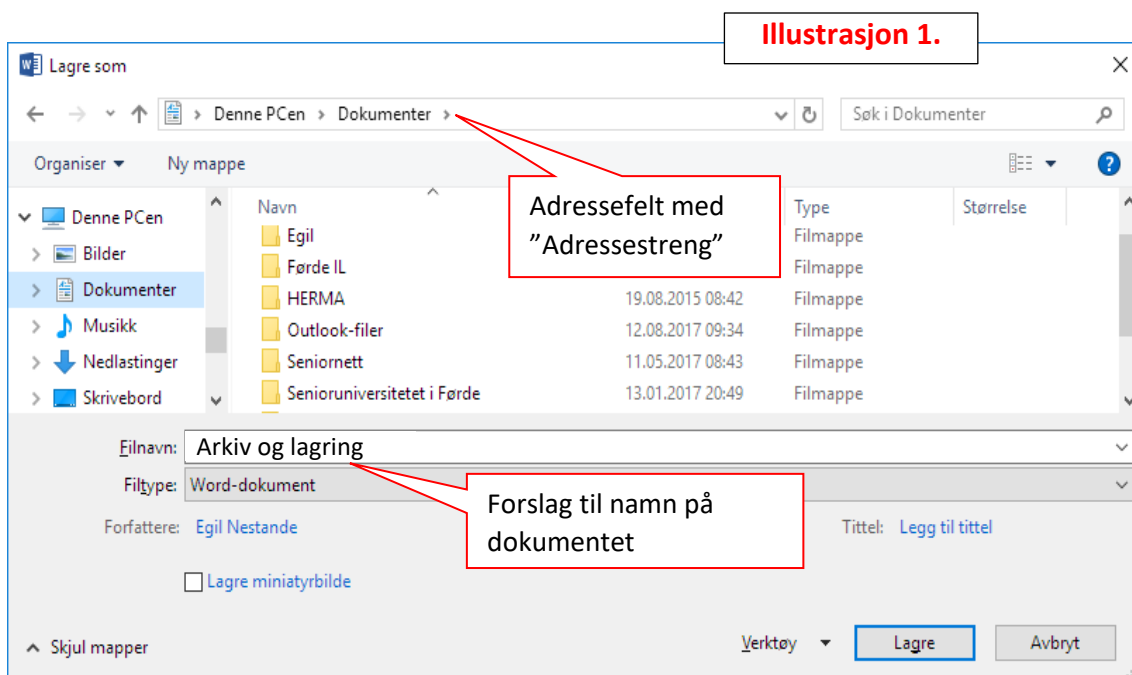 Illustrasjon 1.
Lagre som
Denne PCen > Dokumenter >
Søk i Dokumenter
Organiser
Ny mappe
Adressefelt med
”Adressestreng”
Navn
Type
Størrelse
Denne PCen
Bilder
Dokumenter
Musikk
Nedlastinger
Skrivebord
Egil
Filmappe
Førde IL
Filmappe
HERMA
19.08.2015 08:42
Filmappe
Outlook-filer
12.08.2017 09:34
Filmappe
Seniornett
11.05.2017 08:43
Filmappe
Senioruniversitetet i Førde
13.01.2017 20:49
Filmappe
Filnavn: Arkiv og lagring
Filtype: Word-dokument
Forslag til namn på
dokumentet
Forfattere: Egil Nestande
Tittel: Legg til tittel
Lagre miniatyrbilde
Skjul mapper
Verktøy
Lagre
Avbryt